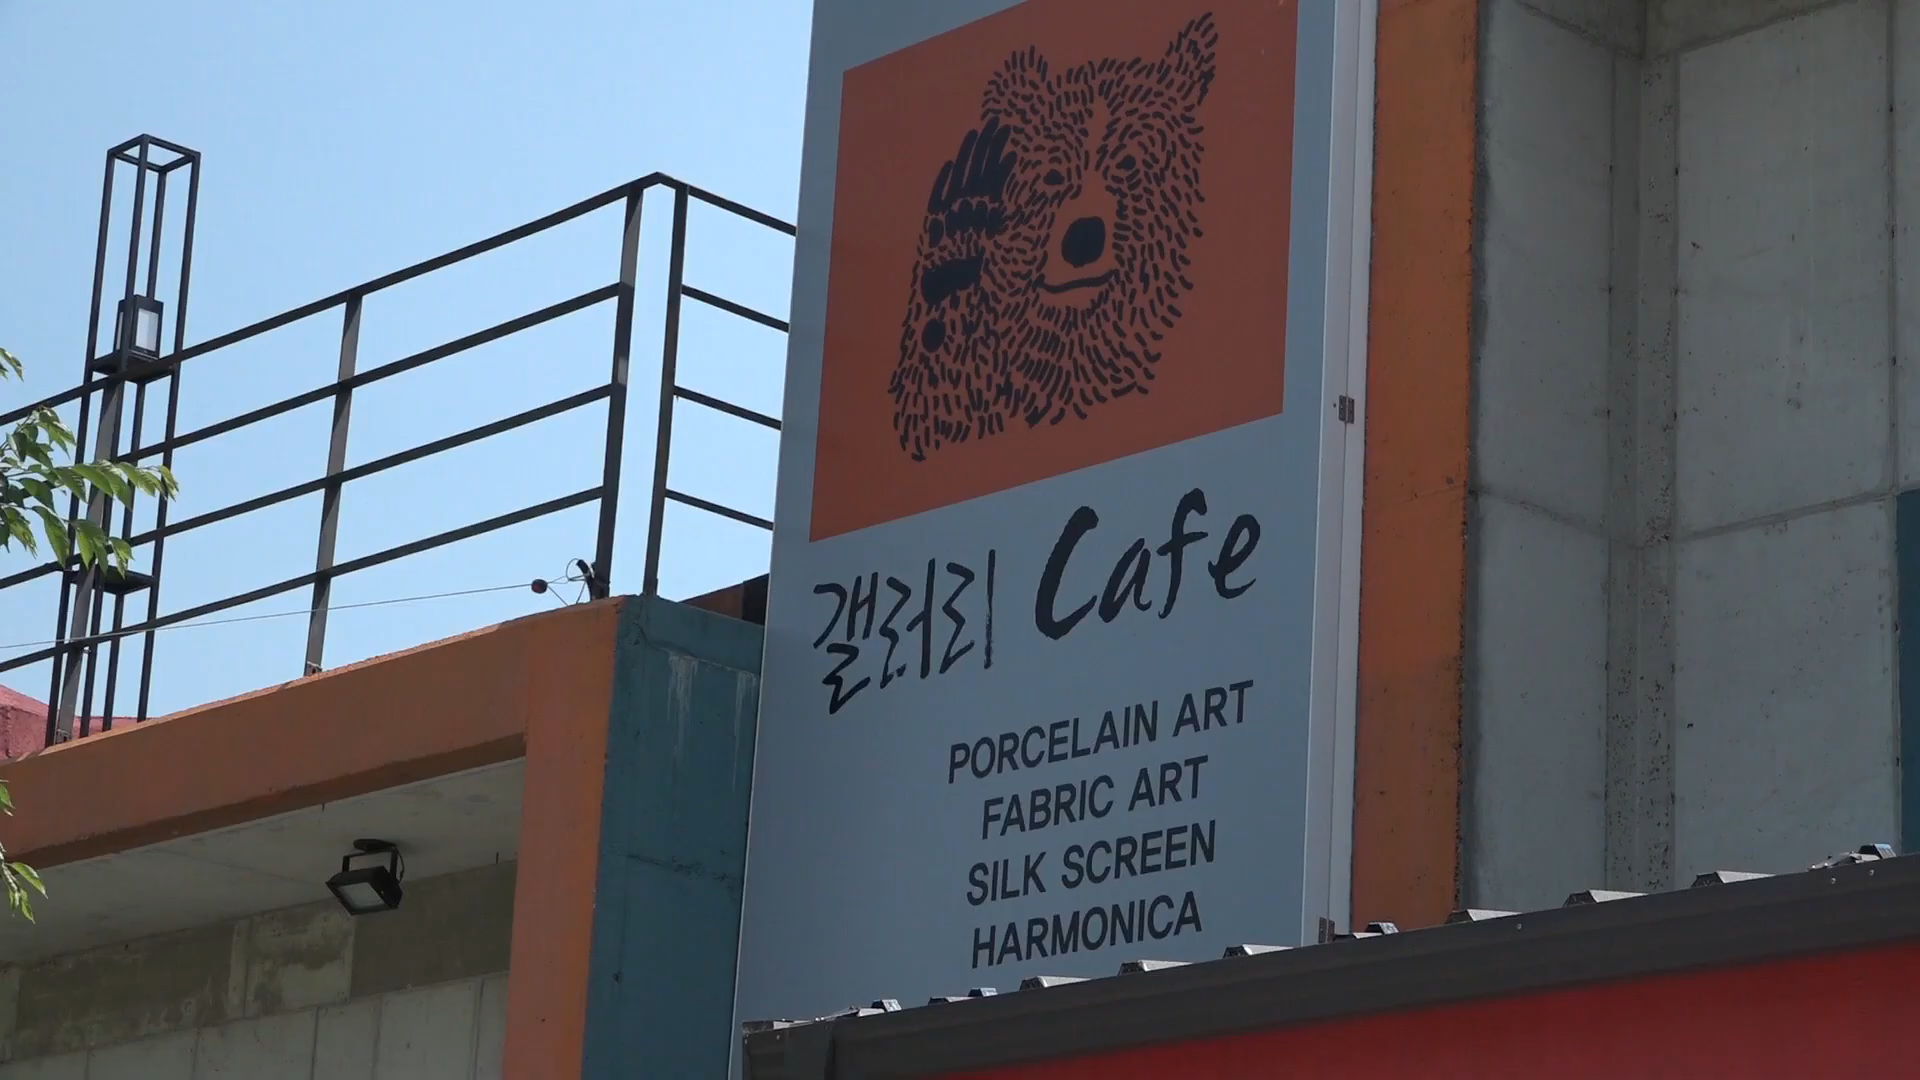 갤러리 Cafe
PORCELAIN ART
FABRIC ART
SILK SCREEN
HARMONICA